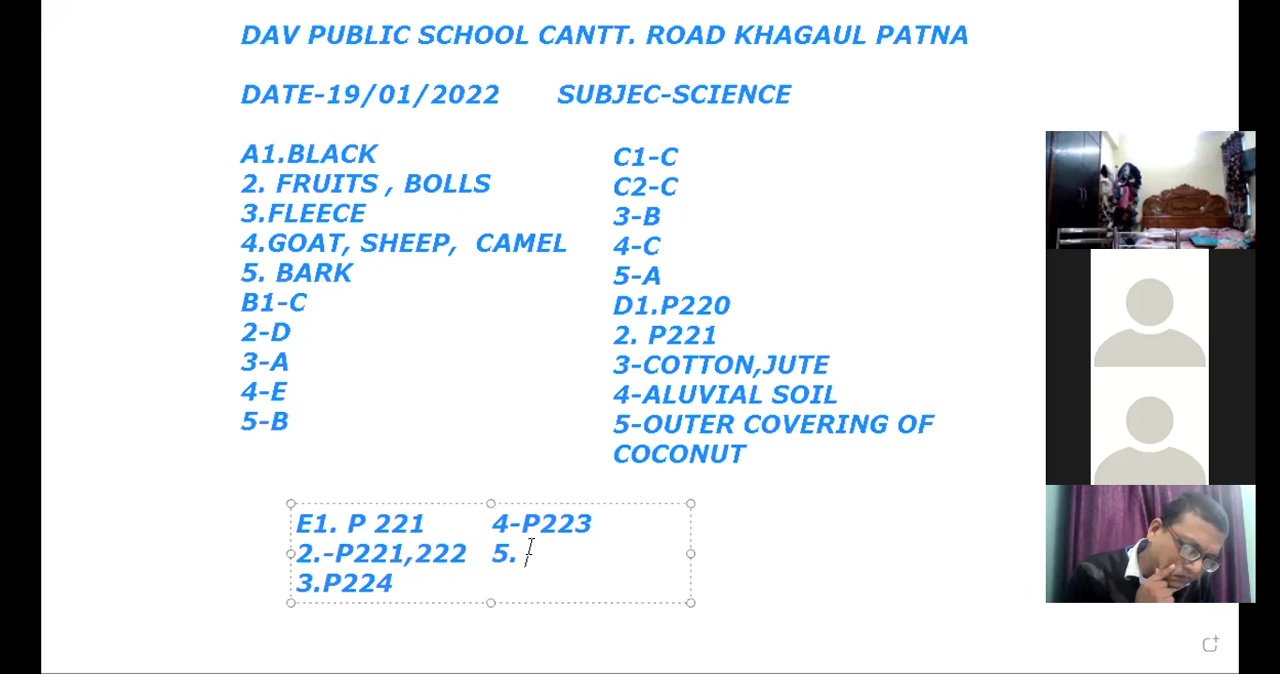 DAV PUBLIC SCHOOL CANTT. ROAD KHAGAUL PATNA
DATE-19/01/2022 SUBJEC-SCIENCE
A1.BLACK
2. FRUITS , BOLLS
3.FLEECE
4.GOAT, SHEEP, CAMEL
5. BARK
B1-C
2-D
3-A
4-E
5-B
C1-C
C2-C
3-B
4-C
5-A
D1.P220
2. P221
3-COTTON,JUTE
4-ALUVIAL SOIL
5-OUTER COVERING OF
COCONUT
E1. P 221 4-P223
2.-P221,222 5.
3.P224